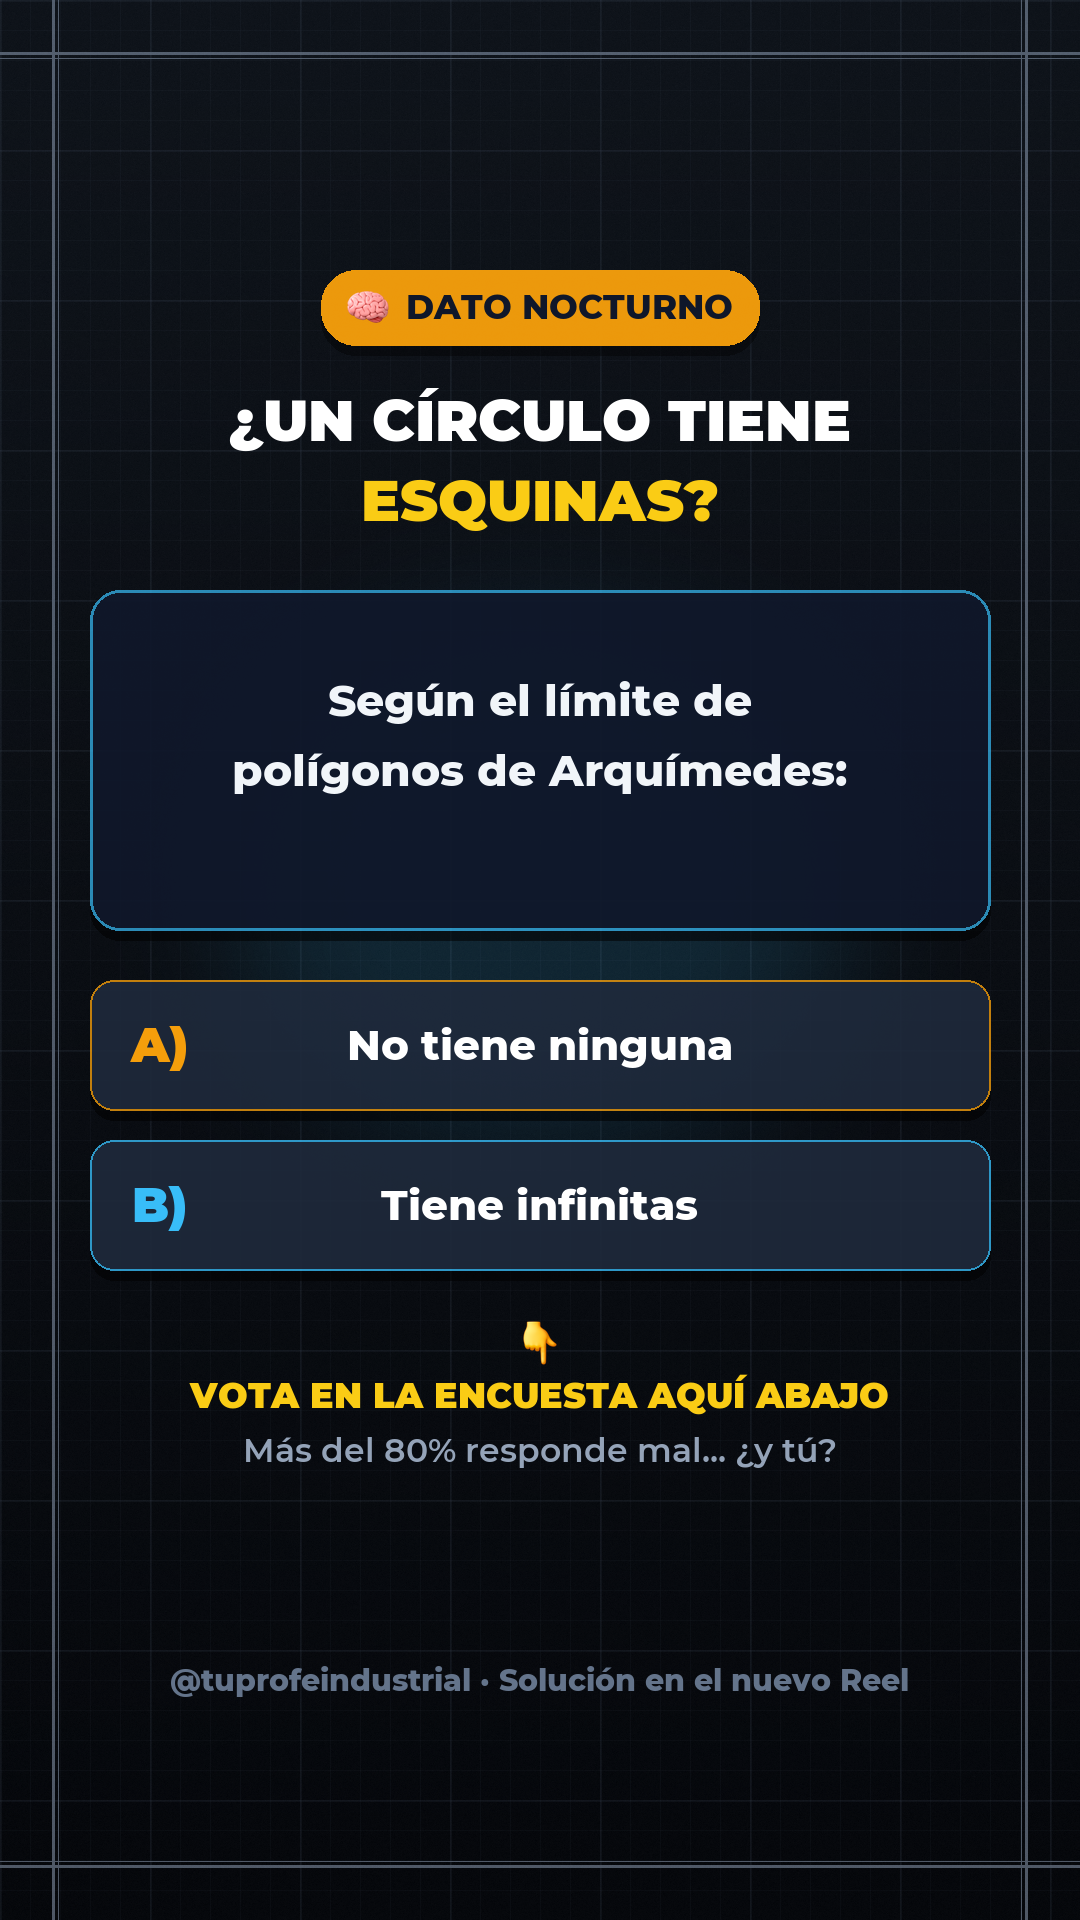 🧠 DATO NOCTURNO
¿UN CÍRCULO TIENE
ESQUINAS?
Según el límite de
polígonos de Arquímedes:
A) No tiene ninguna
B) Tiene infinitas
👇
VOTA EN LA ENCUESTA AQUÍ ABAJO
Más del 80% responde mal... ¿y tú?
@tuprofeindustrial • Solución en el nuevo Reel